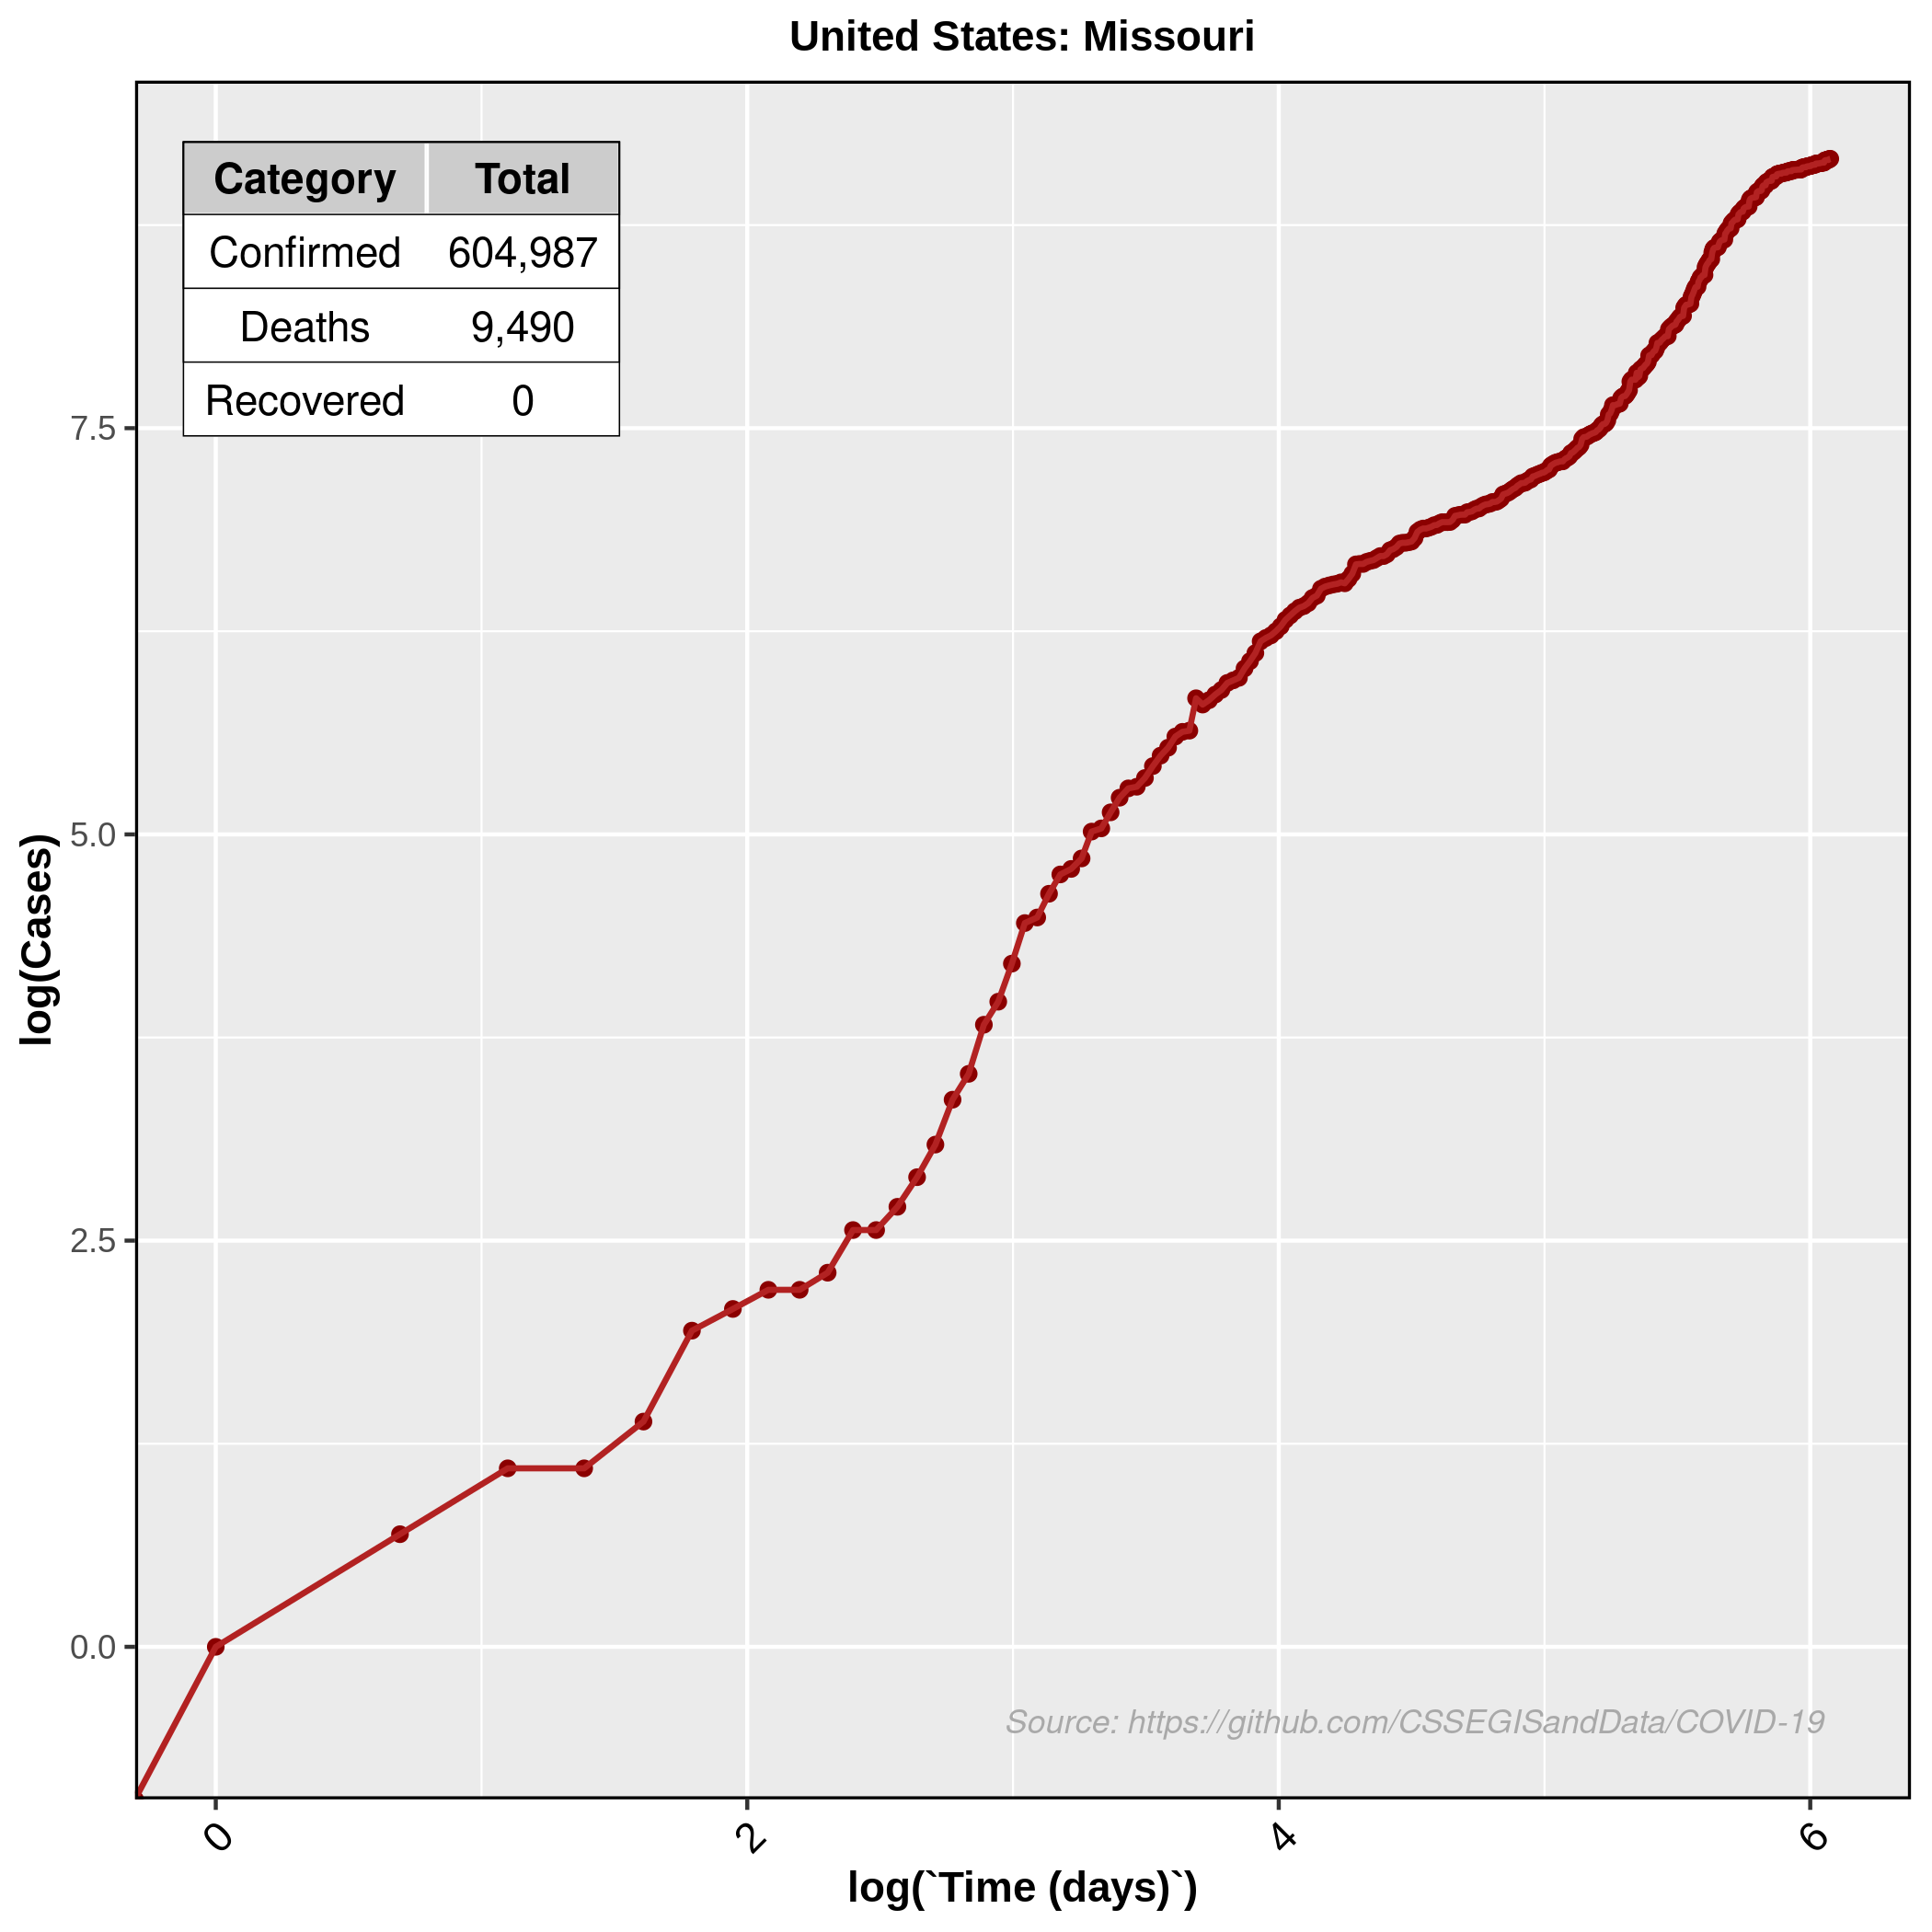 United States: Missouri
Category Total
Confirmed 604,987
Deaths 9,490
Recovered 0
7.5
5.0
2.5
0.0
log(Cases)
Source: https://github.com/CSSEGISandData/COVID-19
0 2 4 6
log(`Time (days)`)